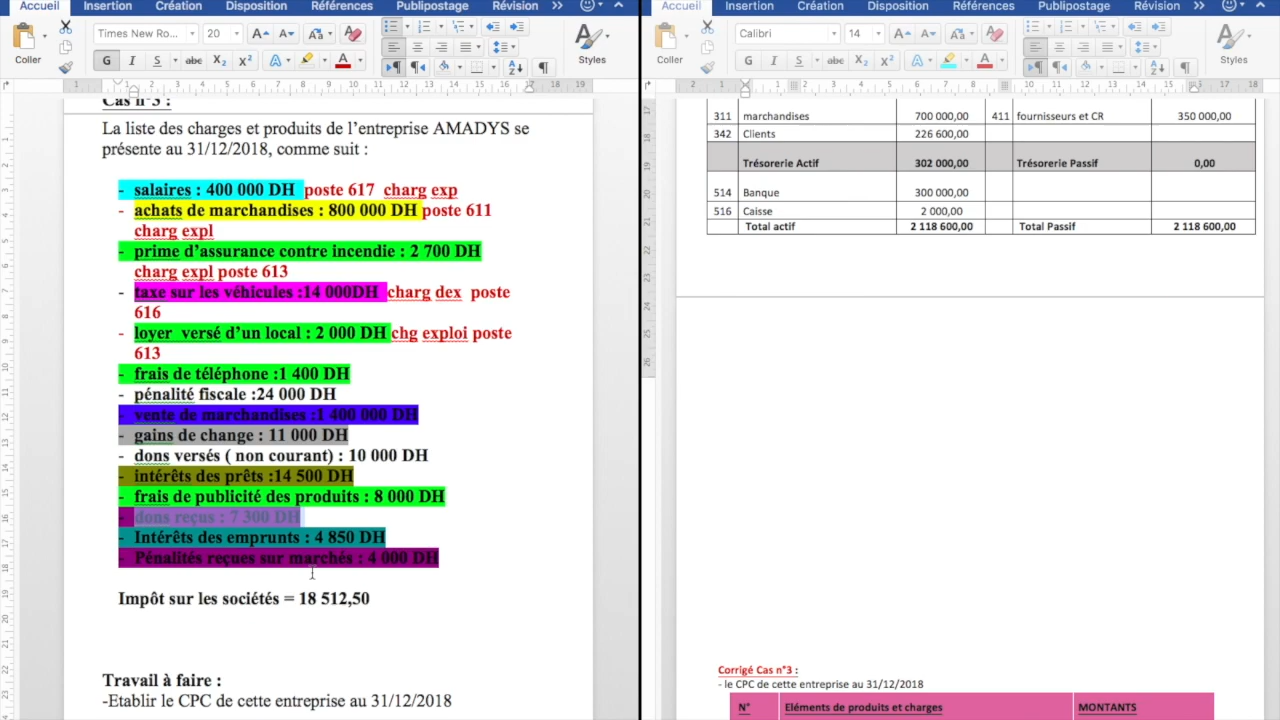 Accueil Insertion Création Disposition Références Publipostage Révision
Times New Ro... 20
Coller
G I S abc X₂ X² A A Styles
Cas n°3 :
La liste des charges et produits de l'entreprise AMADYS se
présente au 31/12/2018, comme suit :
- salaires : 400 000 DH poste 617 charg exp
- achats de marchandises : 800 000 DH poste 611
charg expl
- prime d'assurance contre incendie : 2 700 DH
charg expl poste 613
- taxe sur les véhicules :14 000DH charg dex poste
616
- loyer versé d'un local : 2 000 DH chg exploi poste
613
- frais de téléphone :1 400 DH
- pénalité fiscale :24 000 DH
- vente de marchandises :1 400 000 DH
- gains de change : 11 000 DH
- dons versés ( non courant) : 10 000 DH
- intérêts des prêts :14 500 DH
- frais de publicité des produits : 8 000 DH
- dons reçus : 7 300 DH
- Intérêts des emprunts : 4 850 DH
- Pénalités reçues sur marchés : 4 000 DH
Impôt sur les sociétés = 18 512,50
Travail à faire :
-Etablir le CPC de cette entreprise au 31/12/2018
Accueil Insertion Création Disposition Références Publipostage Révision
Calibri 14
Coller
G I S abc X₂ X² A A Styles
311 marchandises 700 000,00 411 fournisseurs et CR 350 000,00
342 Clients 226 600,00
Trésorerie Actif 302 000,00 Trésorerie Passif 0,00
514 Banque 300 000,00
516 Caisse 2 000,00
Total actif 2 118 600,00 Total Passif 2 118 600,00
Corrigé Cas n°3 :
- le CPC de cette entreprise au 31/12/2018
N° Eléments de produits et charges MONTANTS